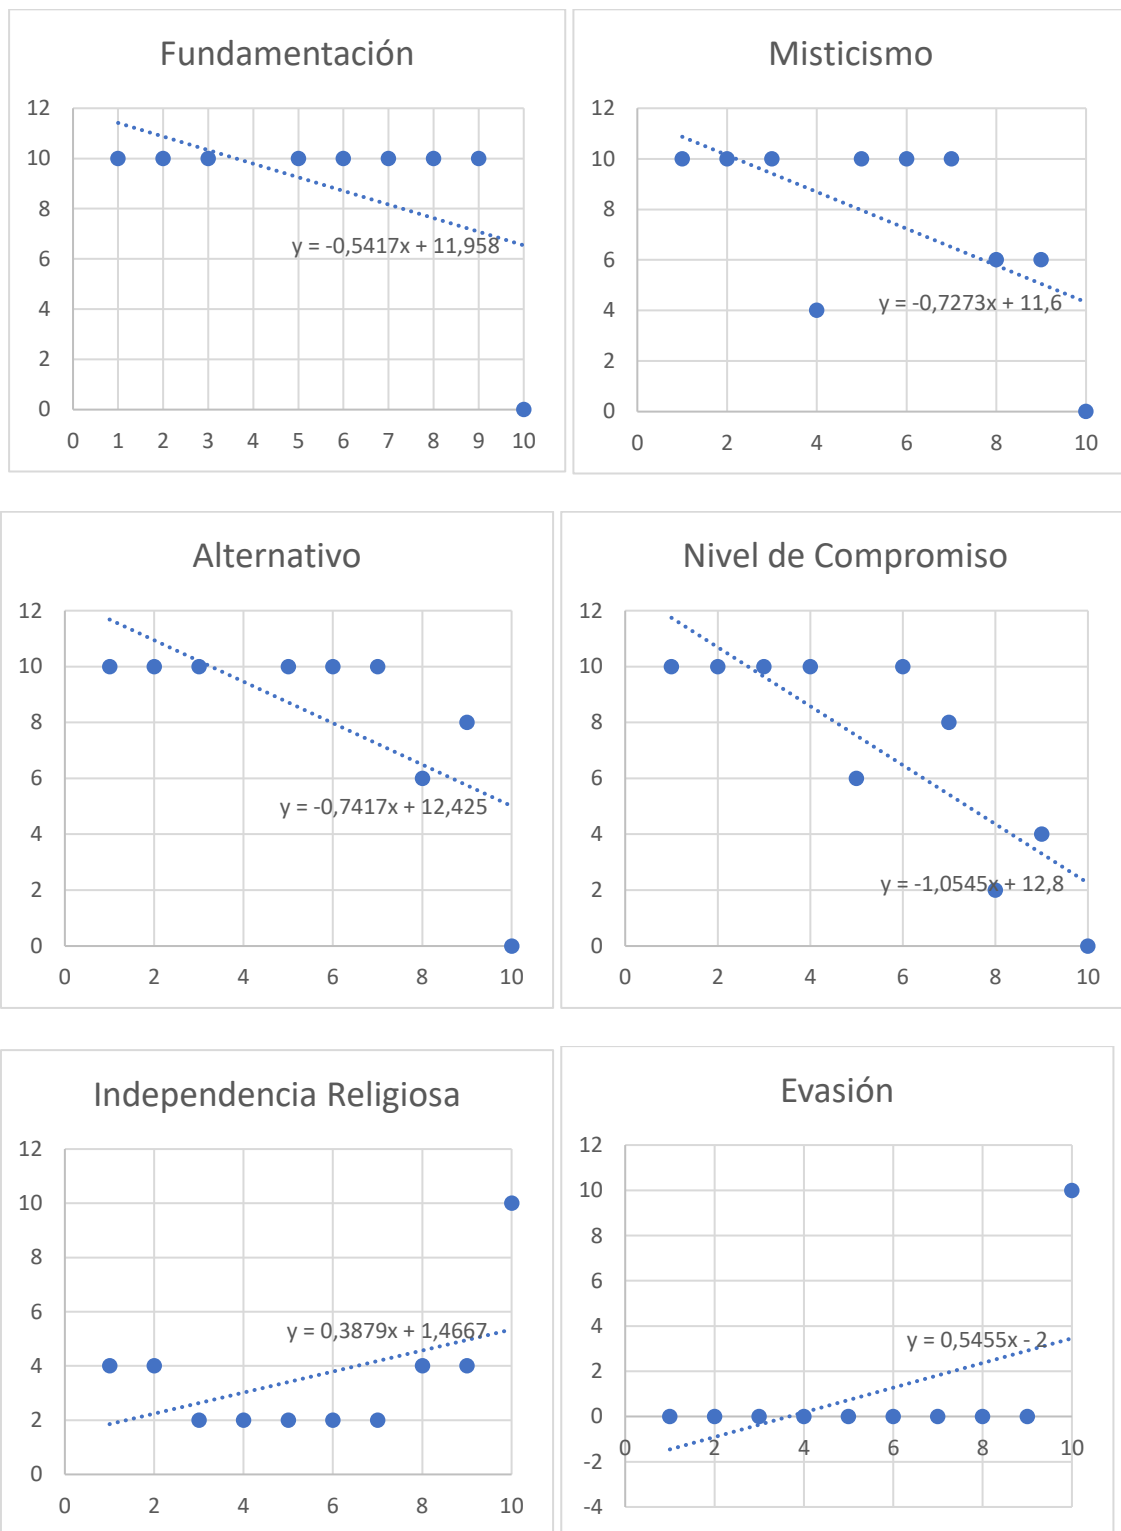 Fundamentación
12
10
8
6
4
2
0
y = -0,5417x + 11,958
0 1 2 3 3 5 6 7 8 9 10
Misticismo
12
10
8
6
4
2
0
y = -0,7273x + 11,6
0 2 4 6 8 10
Alternativo
12
10
8
6
4
2
0
y = -0,7417x + 12,425
0 2 4 6 8 10
Nivel de Compromiso
12
10
8
6
4
2
0
y = -1,0545x + 12,8
0 2 4 6 8 10
Independencia Religiosa
12
10
8
6
4
2
0
y = 0,3879x + 1,4667
0 2 4 6 8 10
Evasión
12
10
8
6
4
2
0
-2
-4
y = 0,5455x - 2
0 2 4 6 8 10